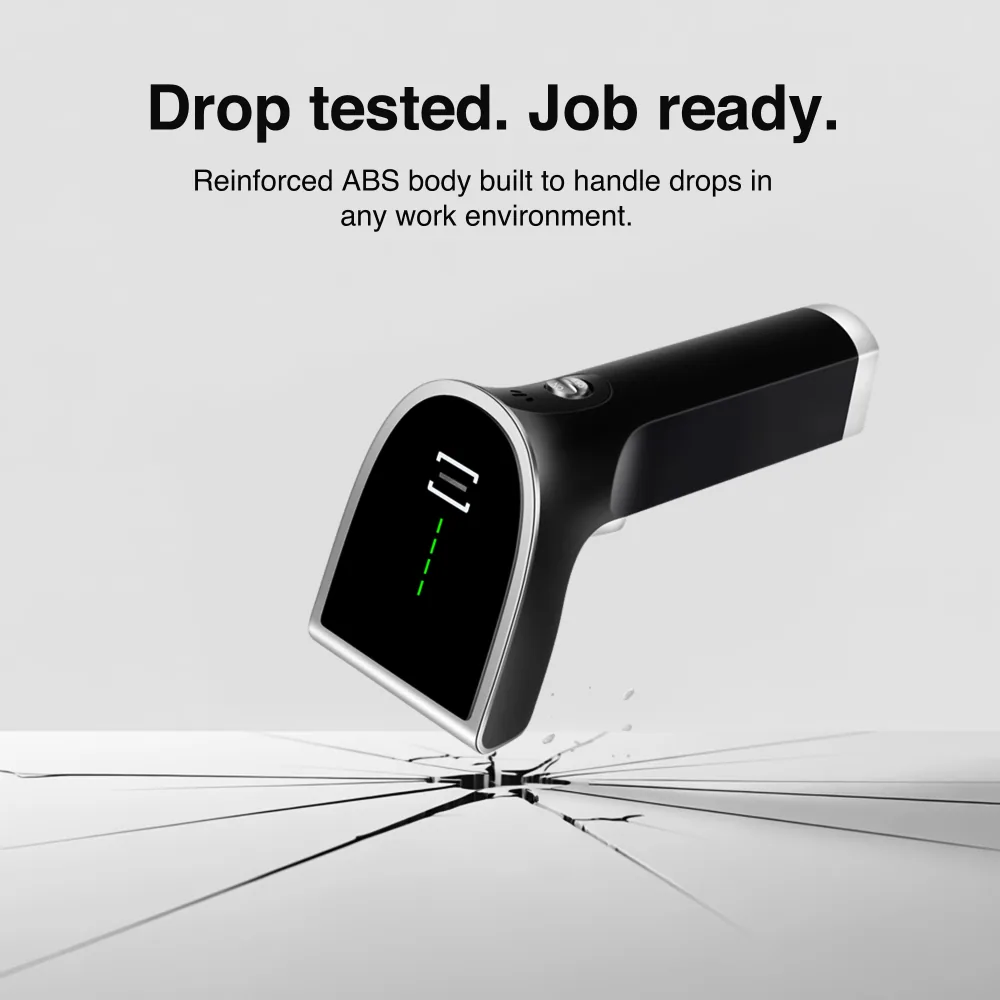 Drop tested. Job ready.
Reinforced ABS body built to handle drops in
any work environment.